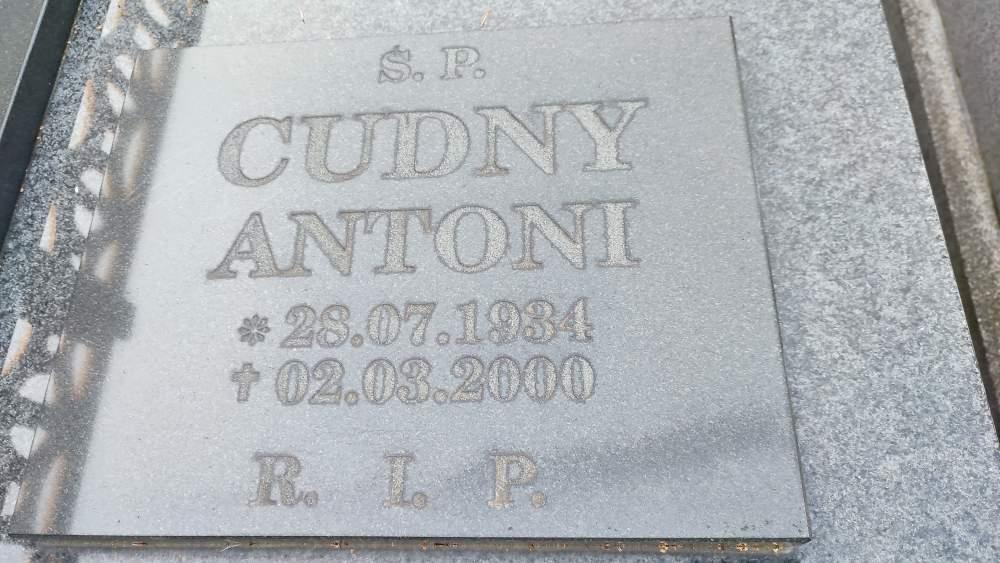 Ś. P.
CUDNY
ANTONI
* 28.07.1934
† 02.03.2000
R. I. P.